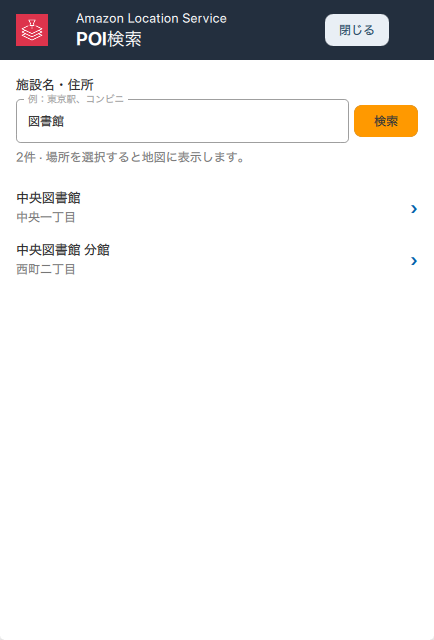 Amazon Location Service
POI検索
閉じる
施設名・住所
例：東京駅、コンビニ
図書館
検索
2件 · 場所を選択すると地図に表示します。
中央図書館
中央一丁目
中央図書館 分館
西町二丁目